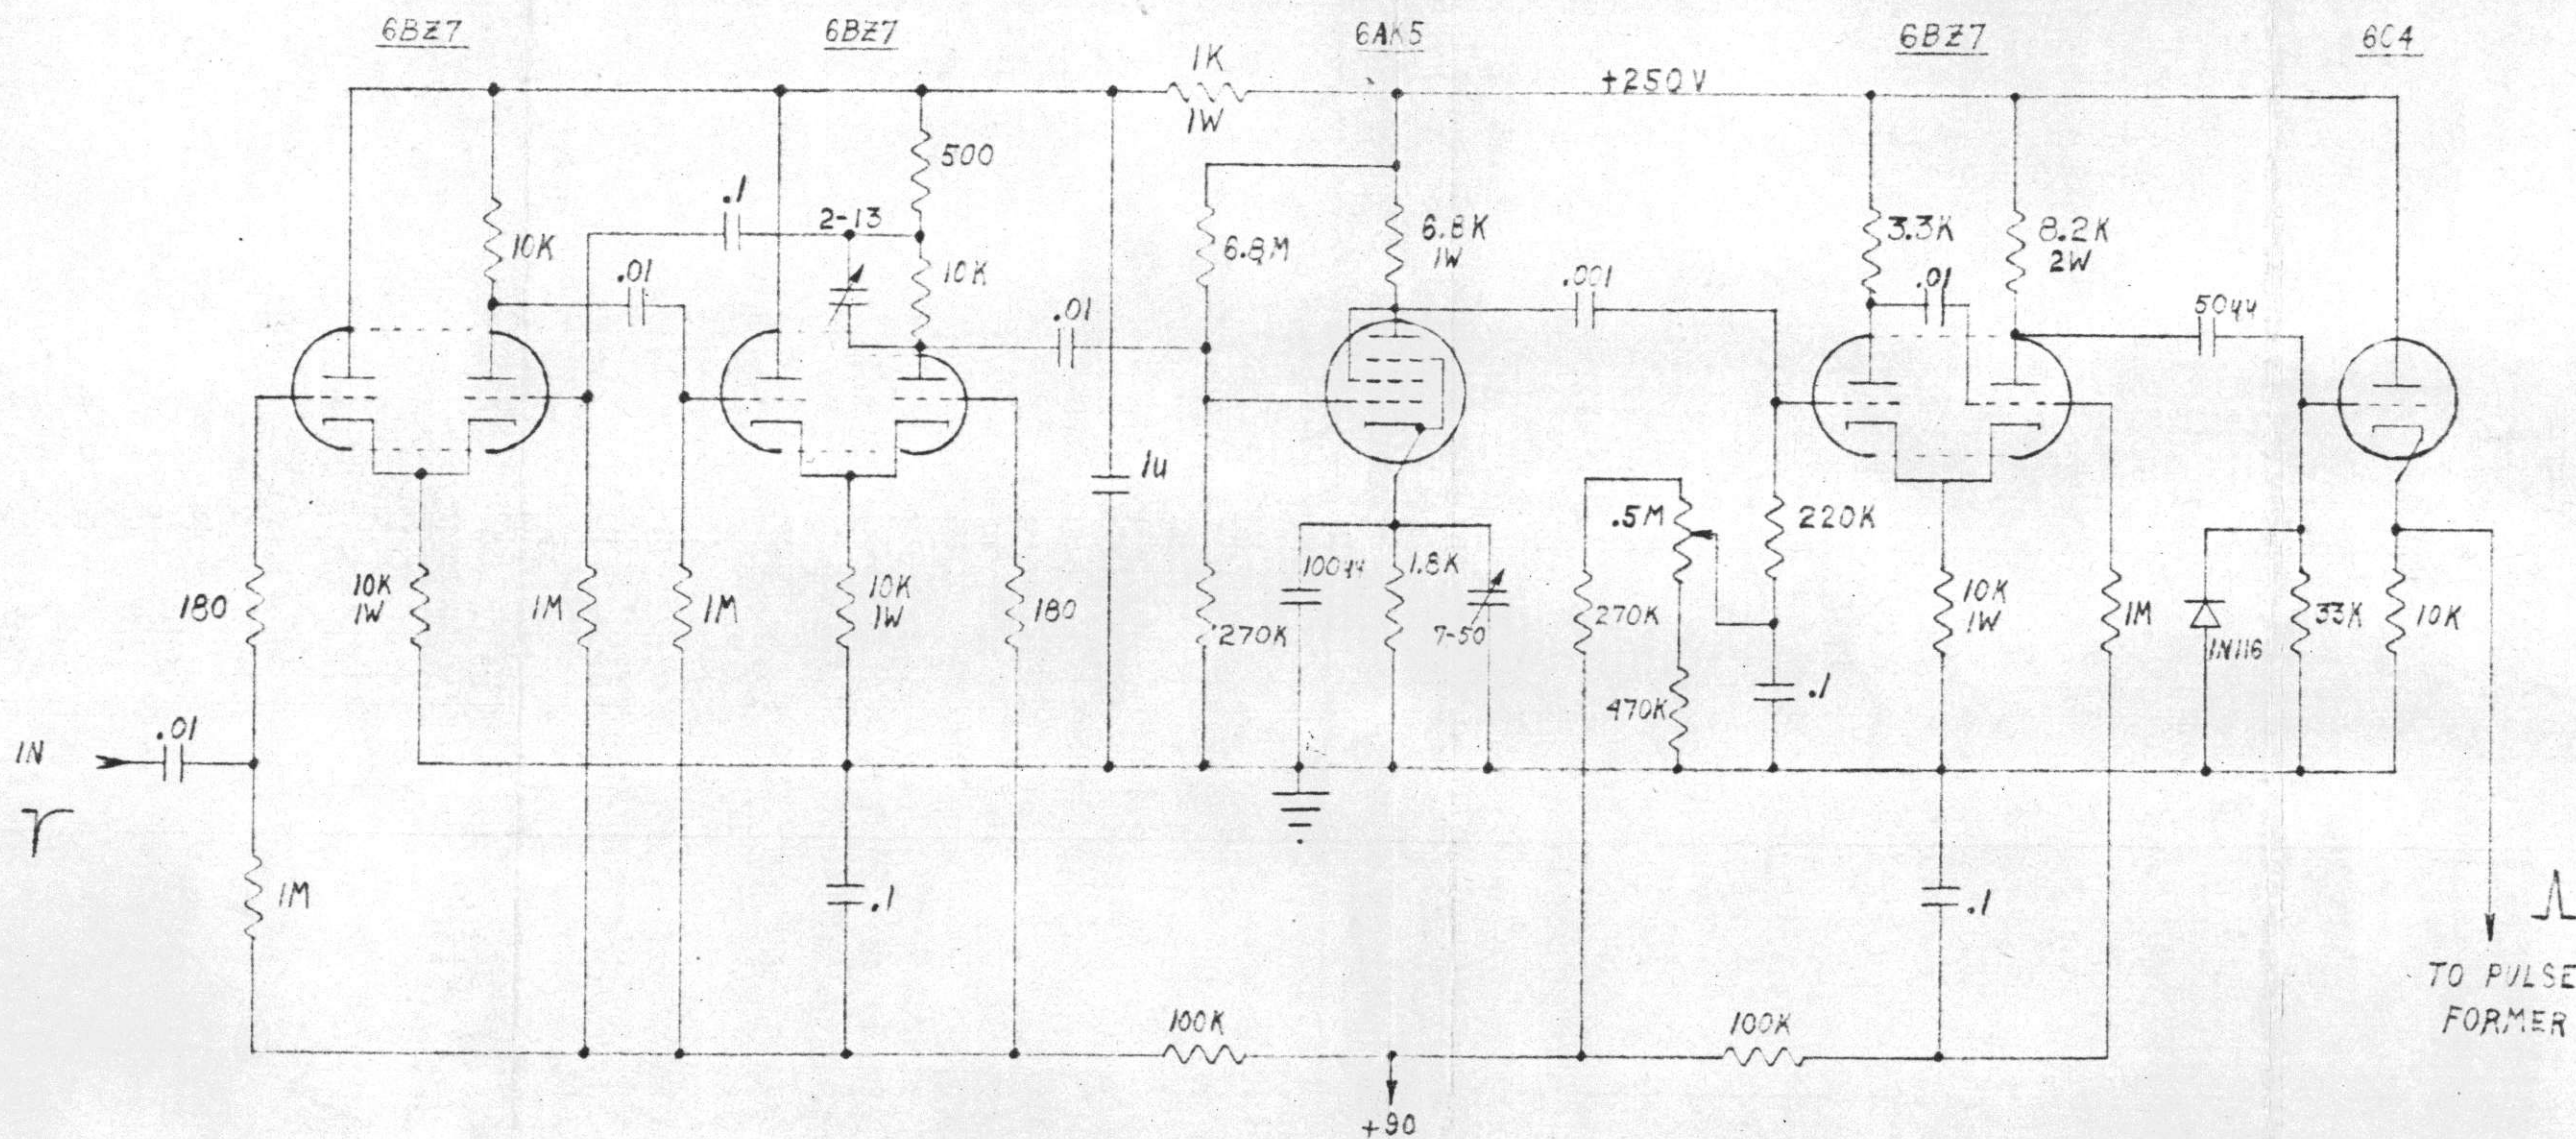 6BZ7
6BZ7
6AK5
6BZ7
6C4
1K
1W
+250V
500
.1
2-13
10K
.01
10K
.01
6.8M
6.8K
1W
.001
3.3K
8.2K
2W
.01
50µµ
1µ
.5M
220K
180
10K
1W
1M
1M
10K
1W
180
270K
100µµ
1.8K
7-50
270K
470K
.1
10K
1W
1M
1N116
33K
10K
IN
.01
1M
.1
.1
100K
100K
+90
TO PULSE
FORMER